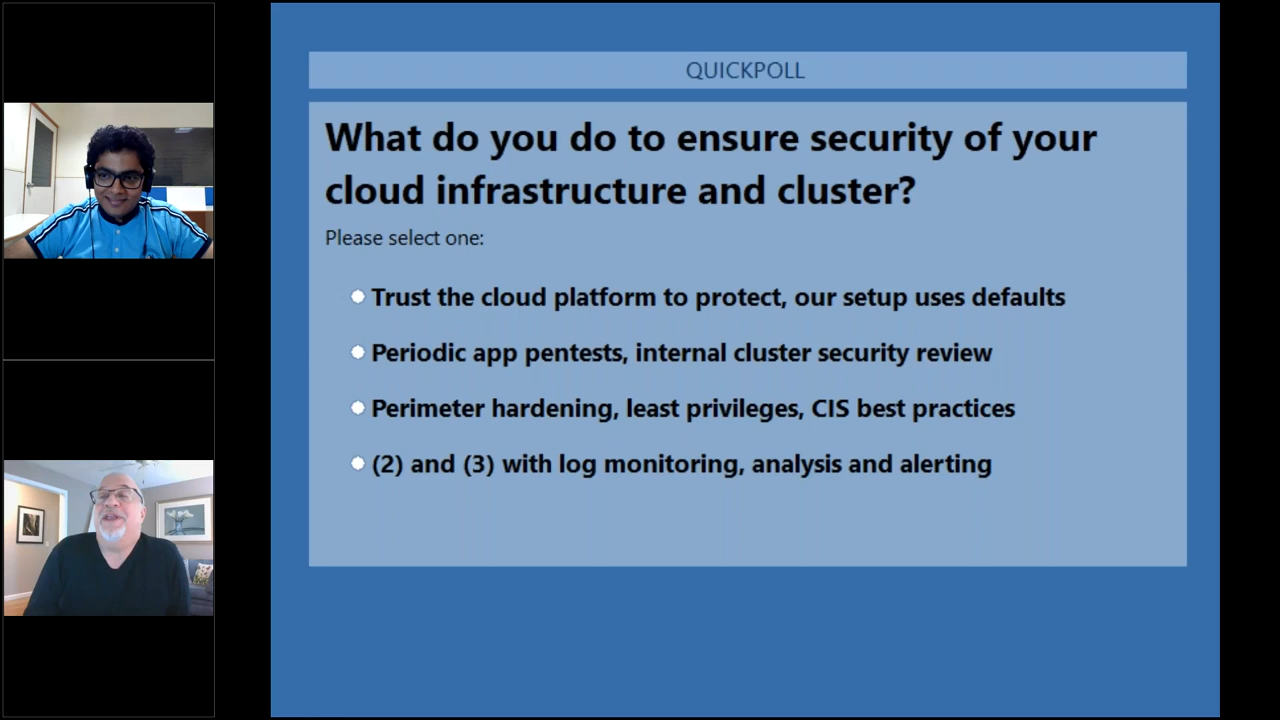 QUICKPOLL
What do you do to ensure security of your
cloud infrastructure and cluster?
Please select one:
Trust the cloud platform to protect, our setup uses defaults
Periodic app pentests, internal cluster security review
Perimeter hardening, least privileges, CIS best practices
(2) and (3) with log monitoring, analysis and alerting